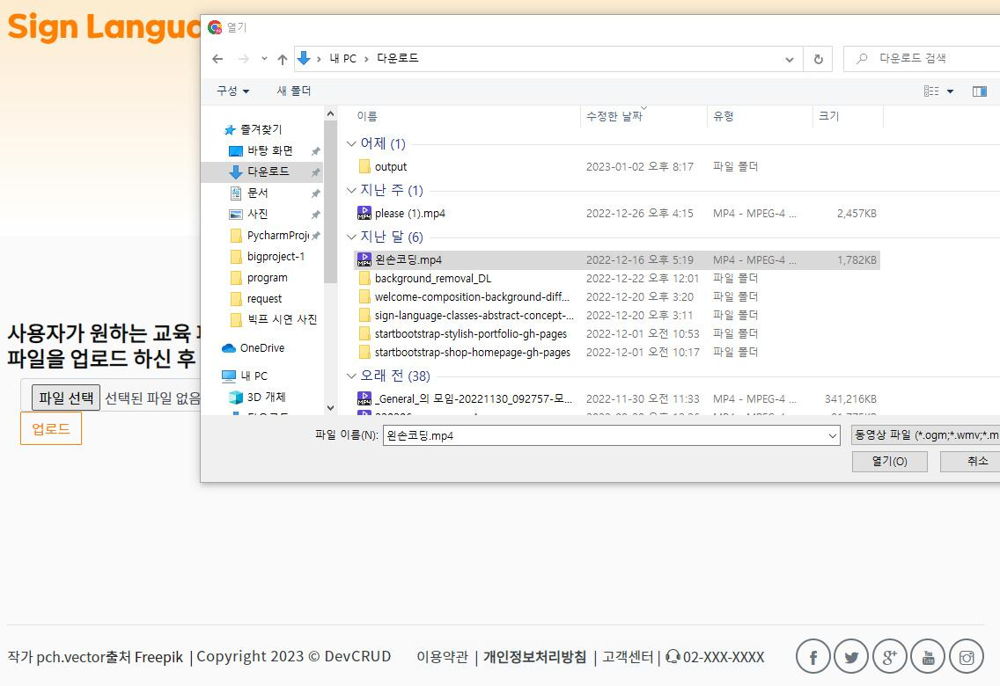 Sign Langua
열기
내 PC > 다운로드
다운로드 검색
구성
새 폴더
이름
수정한 날짜
유형
크기
즐겨찾기
바탕 화면
다운로드
문서
사진
PycharmProj
bigproject-1
program
request
빅프 시연 사진
OneDrive
내 PC
3D 개체
어제 (1)
output 2023-01-02 오후 8:17 파일 폴더
지난 주 (1)
please (1).mp4 2022-12-26 오후 4:15 MP4 - MPEG-4 ... 2,457KB
지난 달 (6)
왼손코딩.mp4 2022-12-16 오후 5:19 MP4 - MPEG-4 ... 1,782KB
background_removal_DL 2022-12-22 오후 12:01 파일 폴더
welcome-composition-background-diff... 2022-12-20 오후 3:20 파일 폴더
sign-language-classes-abstract-concept-... 2022-12-20 오후 3:11 파일 폴더
startbootstrap-stylish-portfolio-gh-pages 2022-12-01 오전 10:53 파일 폴더
startbootstrap-shop-homepage-gh-pages 2022-12-01 오전 10:17 파일 폴더
오래 전 (38)
_General_의 모임-20221130_092757-모... 2022-11-30 오전 11:33 MP4 - MPEG-4 ... 341,216KB
파일 이름(N): 왼손코딩.mp4
동영상 파일 (*.ogm;*.wmv;*.m
열기(O)
취소
사용자가 원하는 교육
파일을 업로드 하신 후
파일 선택 선택된 파일 없음
업로드
작가 pch.vector출처 Freepik | Copyright 2023 © DevCRUD
이용약관 | 개인정보처리방침 | 고객센터 | 02-XXX-XXXX